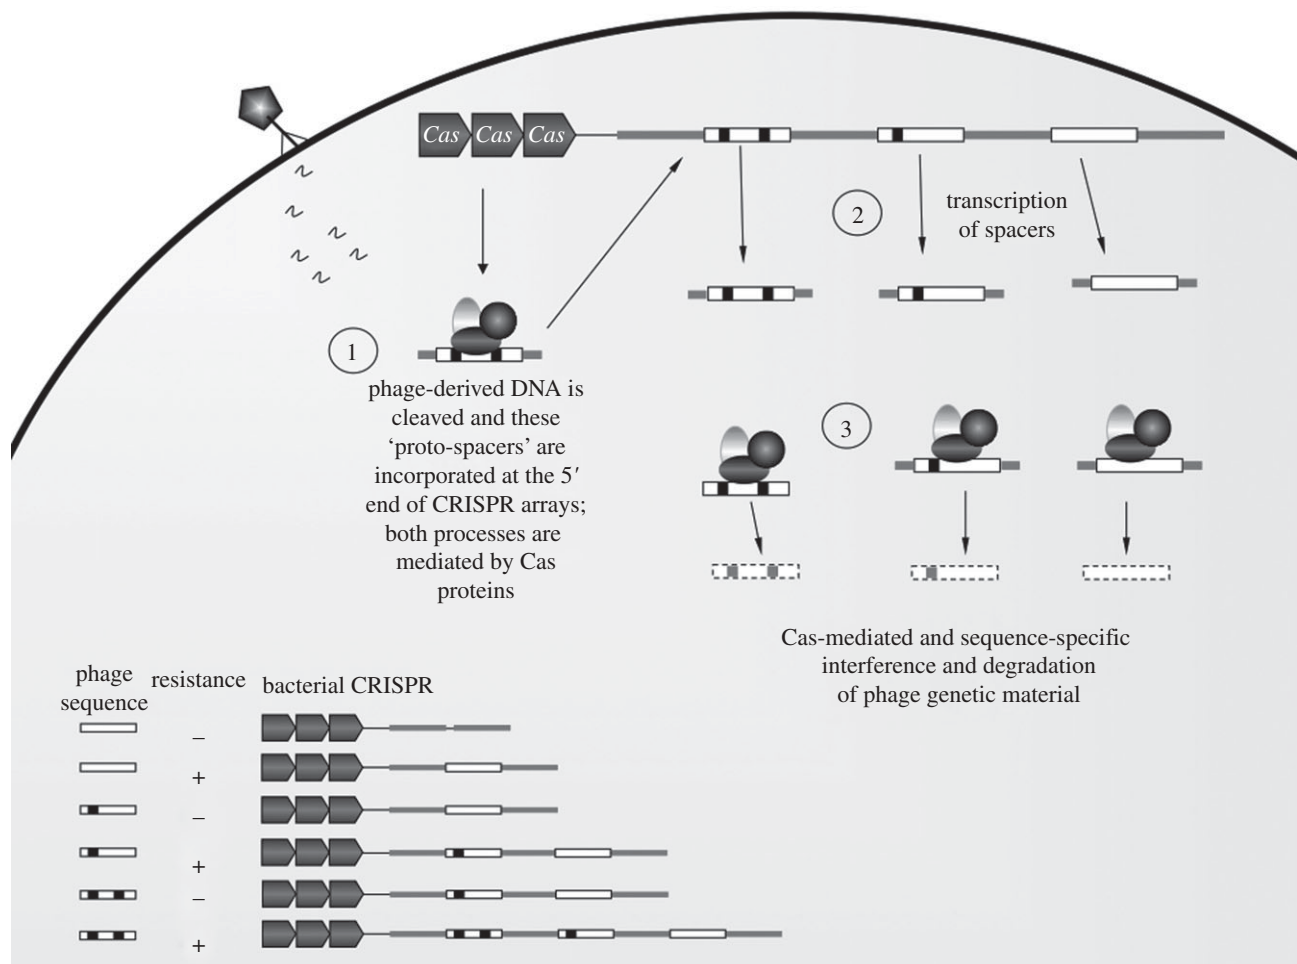 Cas Cas Cas
2
transcription
of spacers
1
phage-derived DNA is
cleaved and these
‘proto-spacers’ are
incorporated at the 5′
end of CRISPR arrays;
both processes are
mediated by Cas
proteins
3
Cas-mediated and sequence-specific
interference and degradation
of phage genetic material
phage
sequence
resistance
bacterial CRISPR
–
+
–
+
–
+